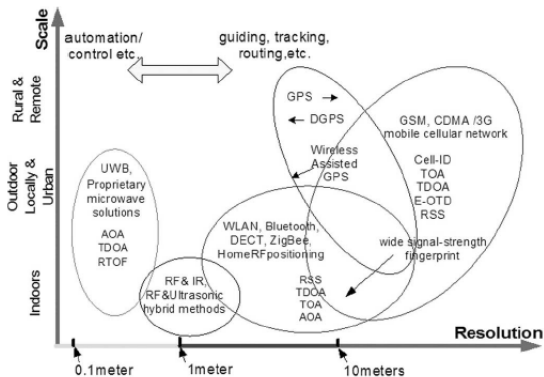 Scale
automation/
control etc.
guiding, tracking,
routing,etc.
Rural &
Remote
Outdoor
Locally &
Urban
Indoors
GPS
DGPS
Wireless
Assisted
GPS
GSM, CDMA /3G
mobile cellular network
Cell-ID
TOA
TDOA
E-OTD
RSS
UWB,
Proprietary
microwave
solutions
AOA
TDOA
RTOF
WLAN, Bluetooth,
DECT, ZigBee,
HomeRFpositioning
wide signal-strength
fingerprint
RSS
TDOA
TOA
AOA
RF& IR,
RF&Ultrasonic
hybrid methods
Resolution
0.1meter
1meter
10meters